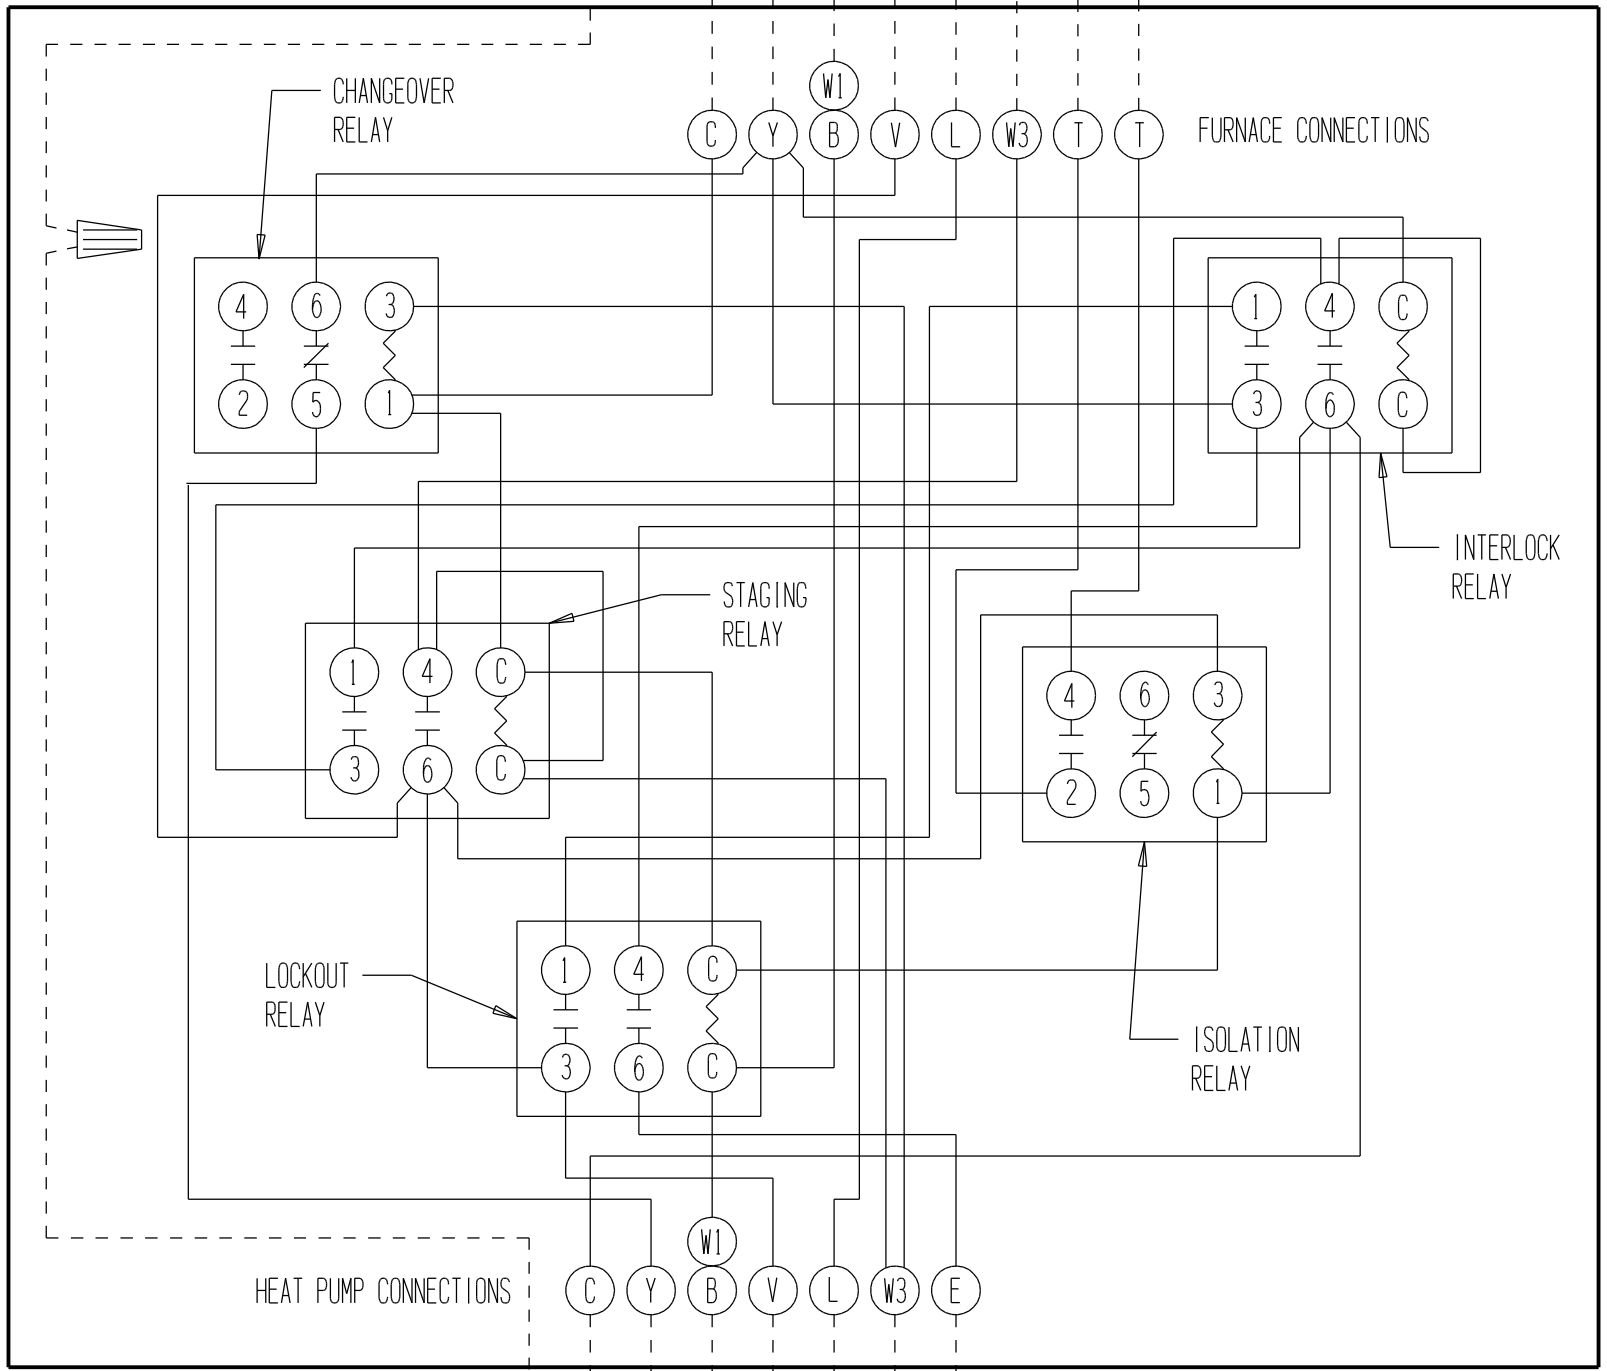 CHANGEOVER
RELAY
W1
C Y B V L W3 T T
FURNACE CONNECTIONS
4 6 3
2 5 1
1 4 C
3 6 C
INTERLOCK
RELAY
STAGING
RELAY
1 4 C
3 6 C
4 6 3
2 5 1
LOCKOUT
RELAY
1 4 C
3 6 C
ISOLATION
RELAY
W1
HEAT PUMP CONNECTIONS
C Y B V L W3 E